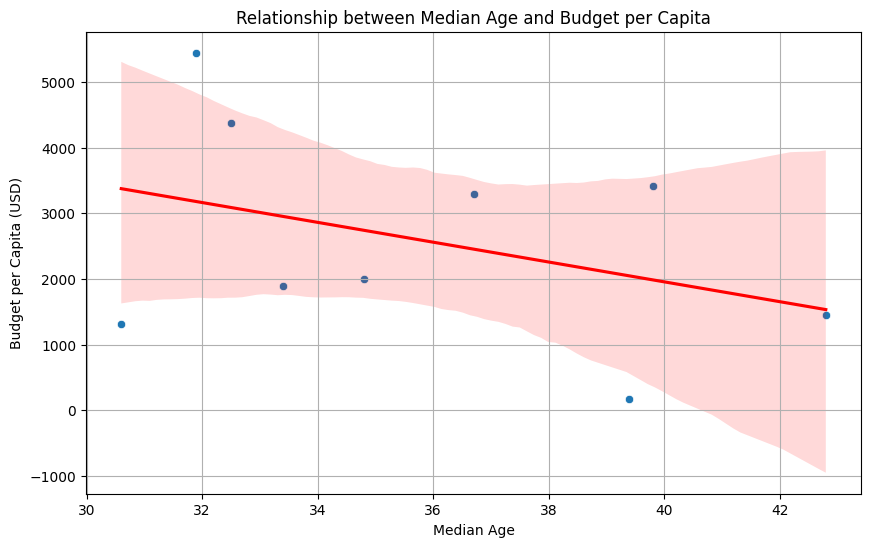 Relationship between Median Age and Budget per Capita
Budget per Capita (USD)
5000
4000
3000
2000
1000
0
−1000
30 32 34 36 38 40 42
Median Age